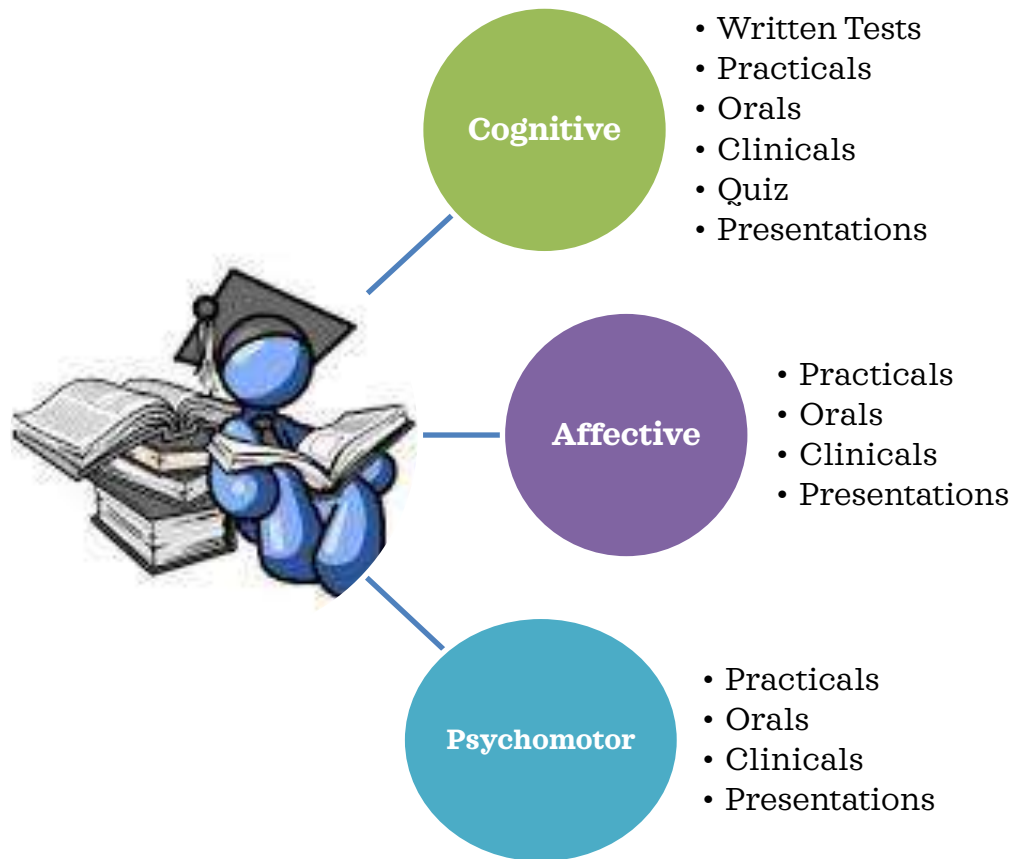 Cognitive
• Written Tests
• Practicals
• Orals
• Clinicals
• Quiz
• Presentations
Affective
• Practicals
• Orals
• Clinicals
• Presentations
Psychomotor
• Practicals
• Orals
• Clinicals
• Presentations